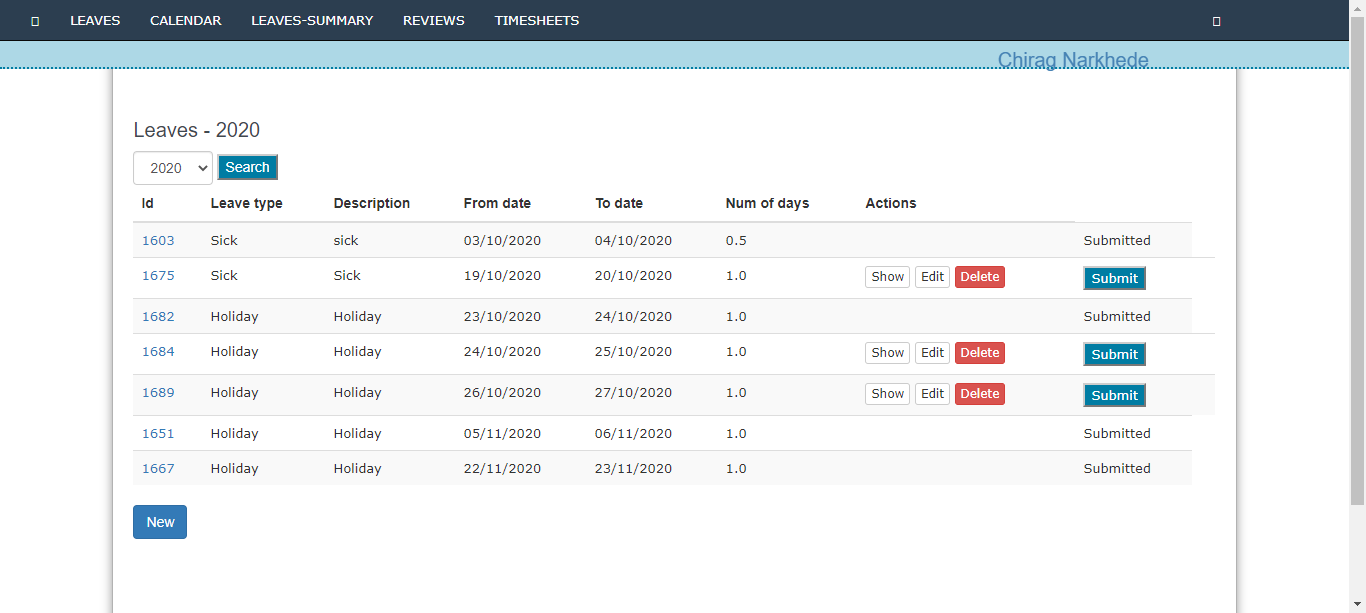 LEAVES CALENDAR LEAVES-SUMMARY REVIEWS TIMESHEETS
Chirag Narkhede
Leaves - 2020
2020 Search
Id Leave type Description From date To date Num of days Actions
1603 Sick sick 03/10/2020 04/10/2020 0.5 Submitted
1675 Sick Sick 19/10/2020 20/10/2020 1.0 Show Edit Delete Submit
1682 Holiday Holiday 23/10/2020 24/10/2020 1.0 Submitted
1684 Holiday Holiday 24/10/2020 25/10/2020 1.0 Show Edit Delete Submit
1689 Holiday Holiday 26/10/2020 27/10/2020 1.0 Show Edit Delete Submit
1651 Holiday Holiday 05/11/2020 06/11/2020 1.0 Submitted
1667 Holiday Holiday 22/11/2020 23/11/2020 1.0 Submitted
New